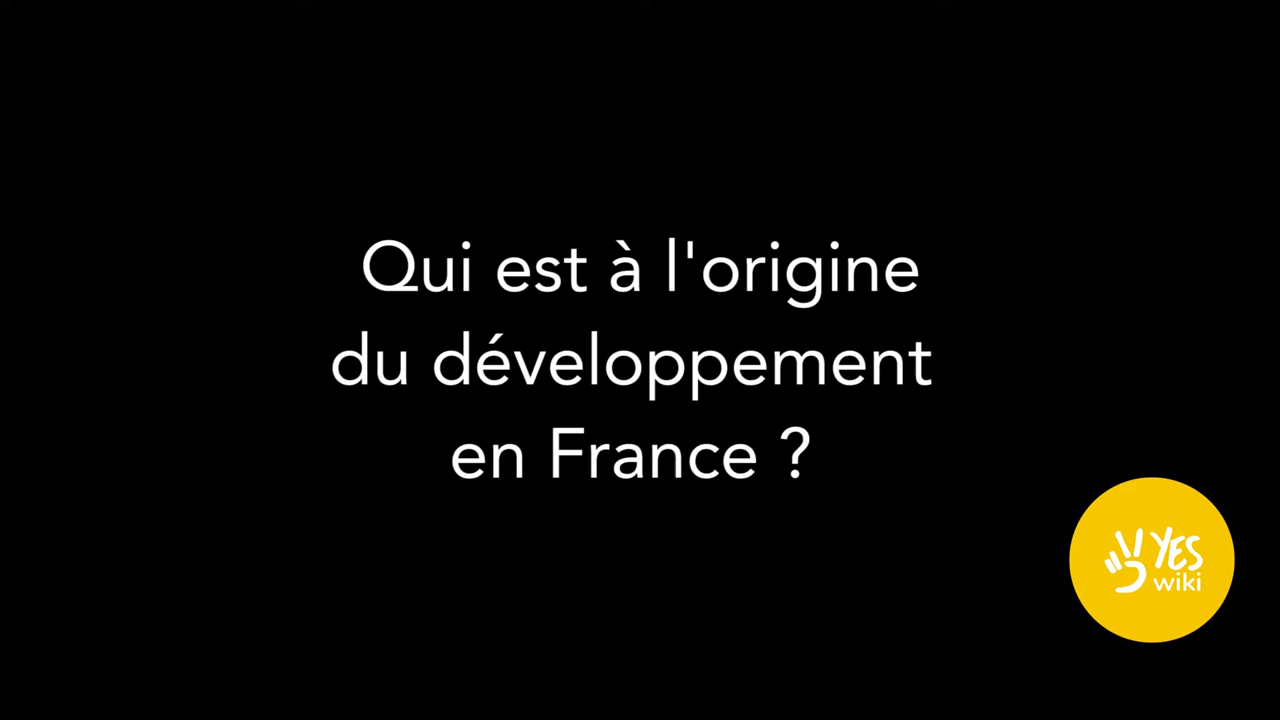 Qui est à l'origine
du développement
en France ?
YES
wiki